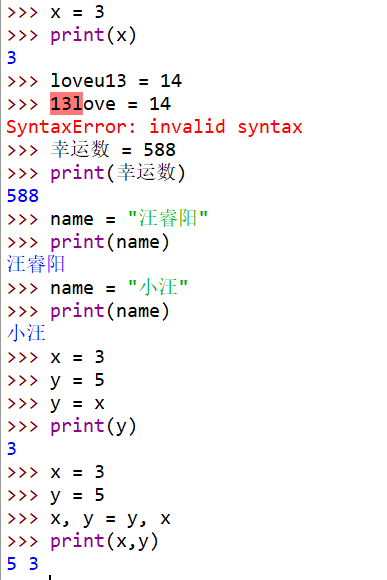 >>> x = 3
>>> print(x)
3
>>> loveu13 = 14
>>> 13love = 14
SyntaxError: invalid syntax
>>> 幸运数 = 588
>>> print(幸运数)
588
>>> name = "汪睿阳"
>>> print(name)
汪睿阳
>>> name = "小汪"
>>> print(name)
小汪
>>> x = 3
>>> y = 5
>>> y = x
>>> print(y)
3
>>> x = 3
>>> y = 5
>>> x, y = y, x
>>> print(x,y)
5 3